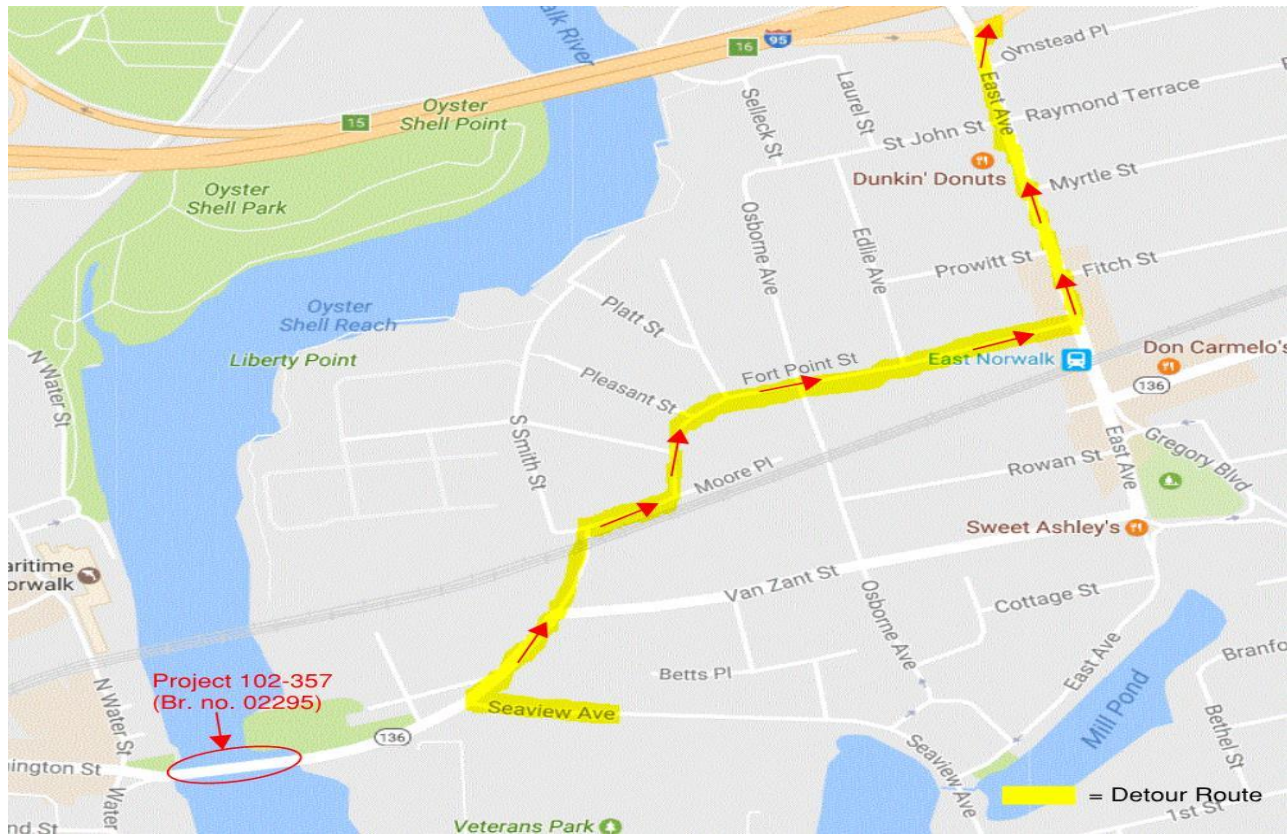 alk River
95
16
15
Oyster
Shell Point
Olmstead Pl
East Ave
Raymond Terrace
Laurel St
Selleck St
St John St
Dunkin' Donuts
Myrtle St
Oyster
Shell Park
Osborne Ave
Edlie Ave
Prowitt St
Fitch St
Oyster
Shell Reach
Liberty Point
Platt St
N Water St
Fort Point St
East Norwalk
Don Carmelo's
136
Pleasant St
S Smith St
Moore Pl
Rowan St
East Ave
Gregory Blvd
Sweet Ashley's
aritime
orwalk
Van Zant St
Osborne Ave
Cottage St
East Ave
Branfor
Project 102-357
(Br. no. 02295)
N Water St
Betts Pl
Seaview Ave
Mill Pond
Bethel St
136
Seaview Ave
ington St
Water
nd St
Veterans Park
= Detour Route
1st St